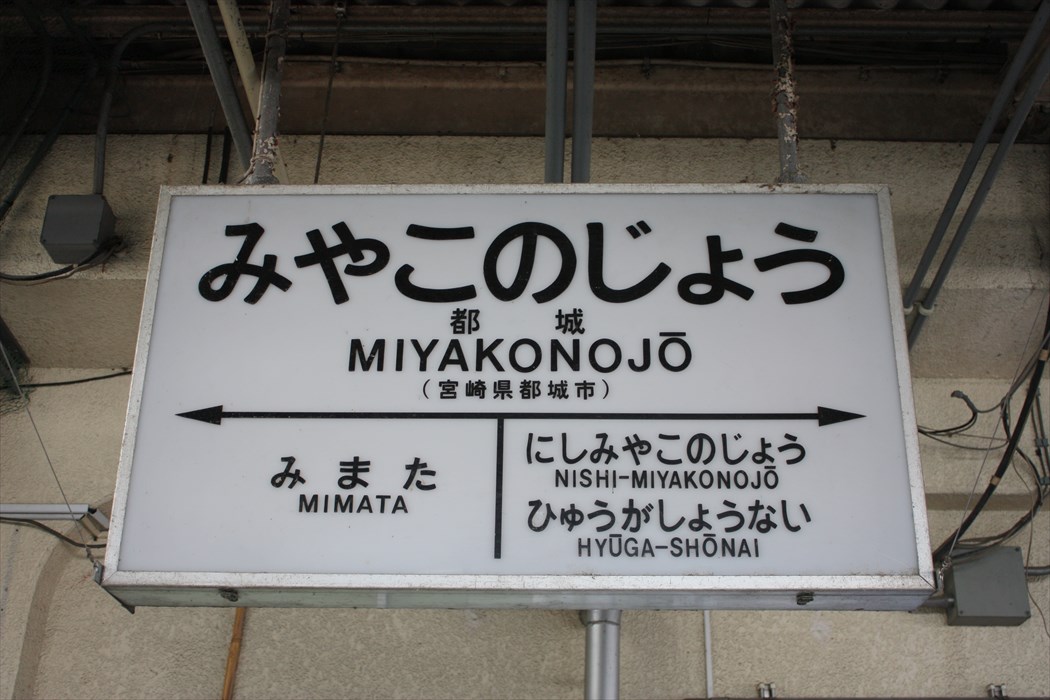 みやこのじょう
都城
MIYAKONOJŌ
（宮崎県都城市）
みまた
MIMATA
にしみやこのじょう
NISHI-MIYAKONOJŌ
ひゅうがしょうない
HYŪGA-SHŌNAI